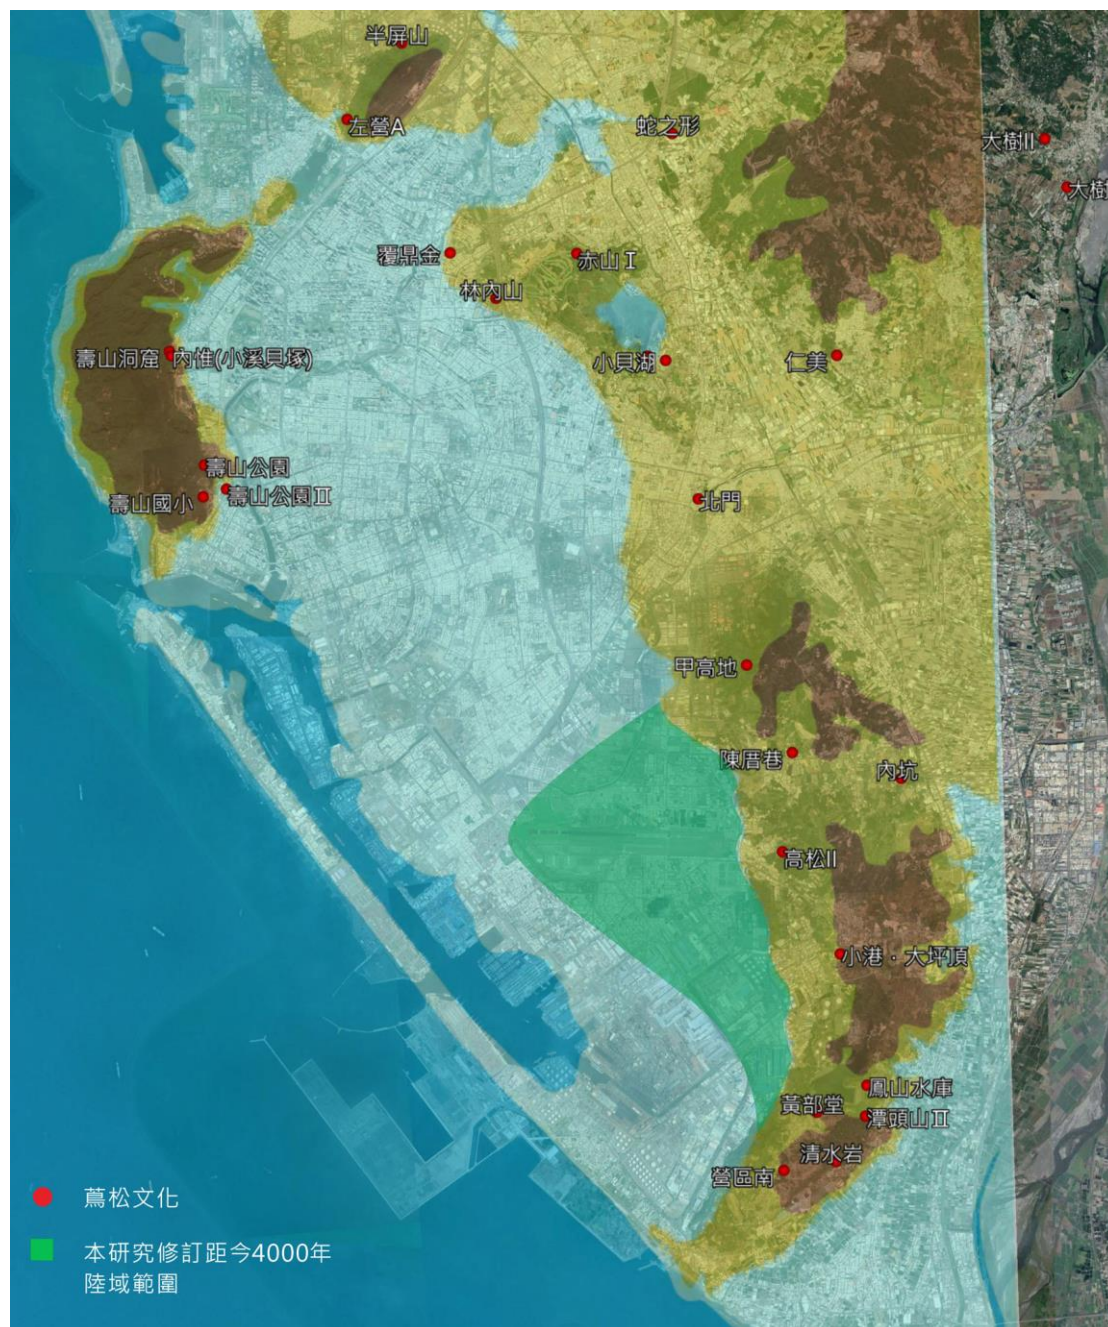 半屏山
左營A
蛇之形
大樹II
大樹
覆鼎金
赤山I
林內山
壽山洞窟
內惟(小溪貝塚)
小貝湖
仁美
壽山公園
壽山公園II
壽山國小
北門
甲高地
陳厝巷
內坑
高松II
小港．大坪頂
鳳山水庫
黃部堂
潭頭山II
清水岩
營區南
蔦松文化
本研究修訂距今4000年
陸域範圍